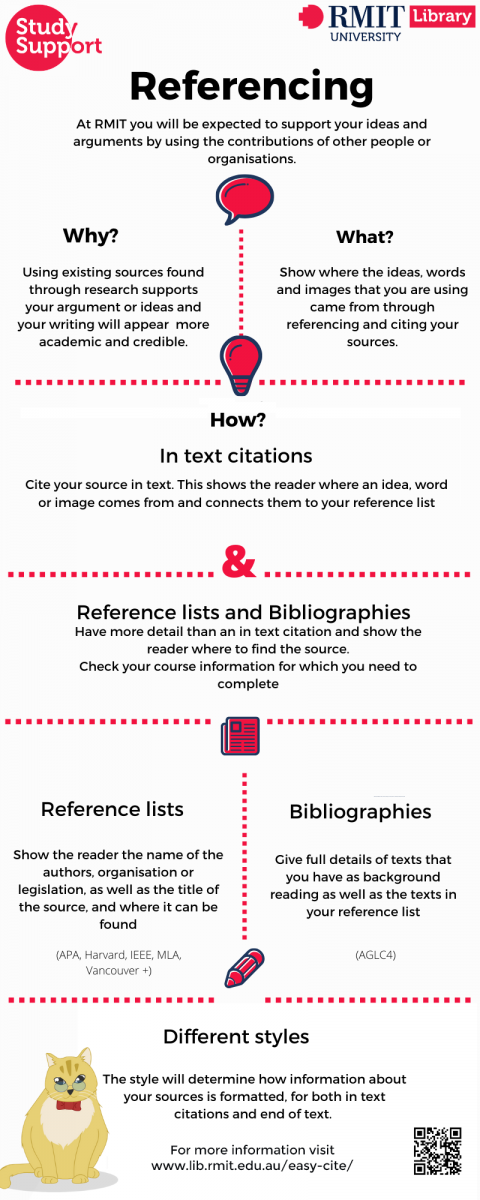 Study
Support
RMIT
UNIVERSITY
Library
Referencing
At RMIT you will be expected to support your ideas and
arguments by using the contributions of other people or
organisations.
Why?
Using existing sources found
through research supports
your argument or ideas and
your writing will appear more
academic and credible.
What?
Show where the ideas, words
and images that you are using
came from through
referencing and citing your
sources.
How?
In text citations
Cite your source in text. This shows the reader where an idea, word
or image comes from and connects them to your reference list
&
Reference lists and Bibliographies
Have more detail than an in text citation and show the
reader where to find the source.
Check your course information for which you need to
complete
Reference lists
Show the reader the name of the
authors, organisation or
legislation, as well as the title of
the source, and where it can be
found
(APA, Harvard, IEEE, MLA,
Vancouver +)
Bibliographies
Give full details of texts that
you have as background
reading as well as the texts in
your reference list
(AGLC4)
Different styles
The style will determine how information about
your sources is formatted, for both in text
citations and end of text.
For more information visit
www.lib.rmit.edu.au/easy-cite/